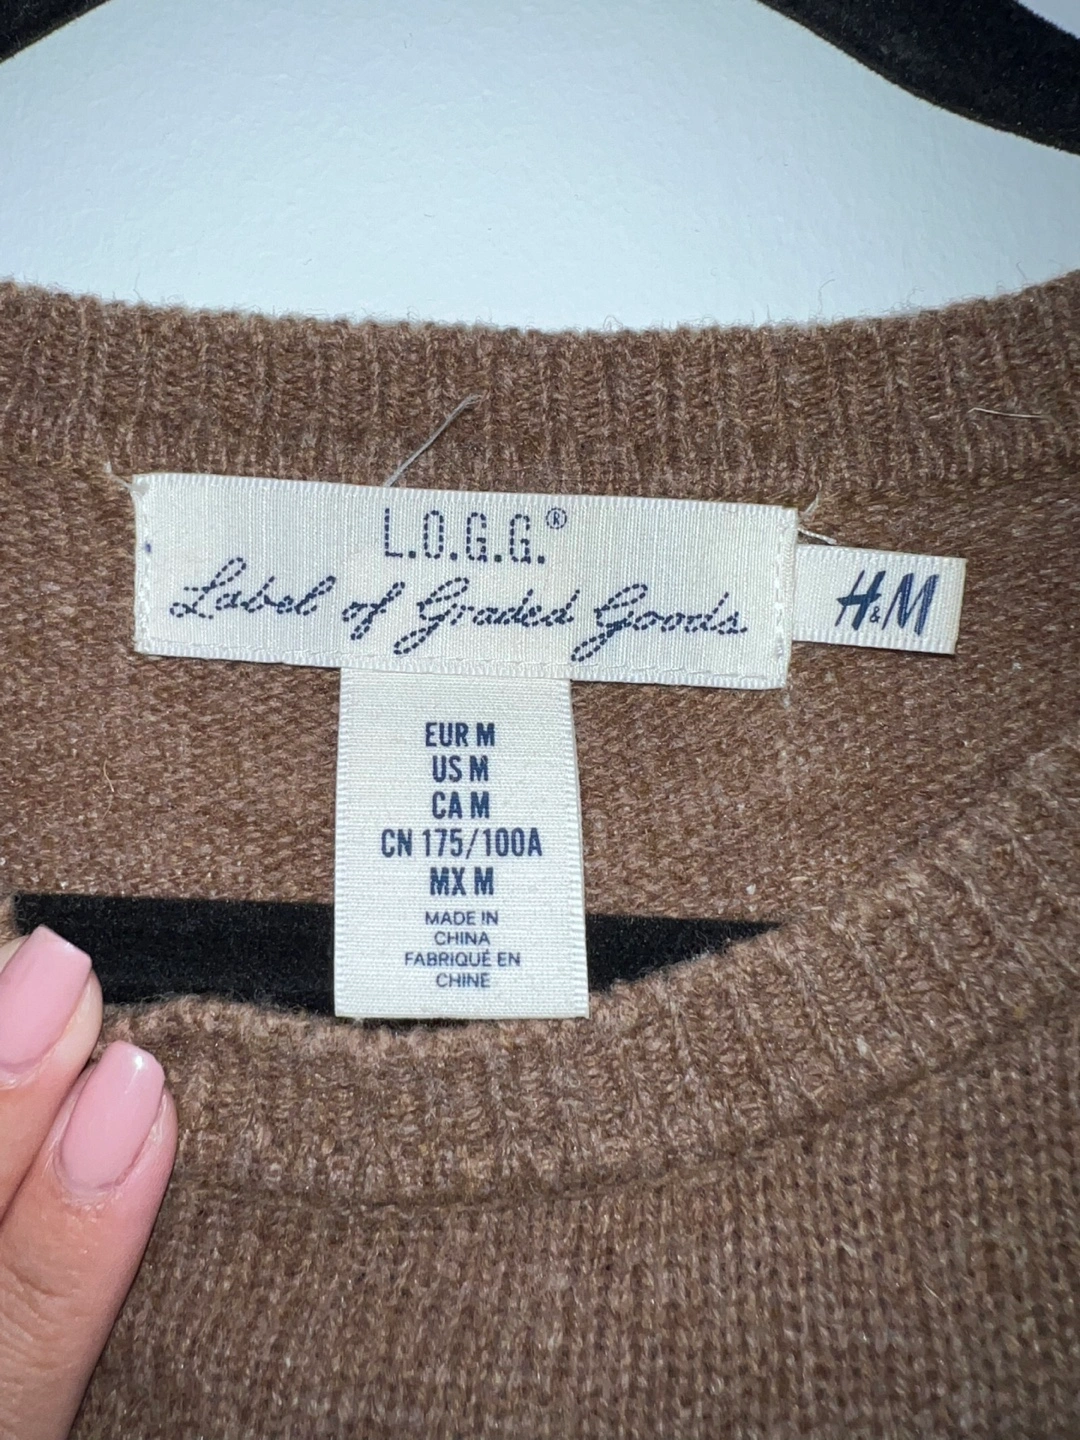 L.O.G.G.®
Label of Graded Goods
H&M
EUR M
US M
CA M
CN 175/100A
MX M
MADE IN
CHINA
FABRIQUÉ EN
CHINE